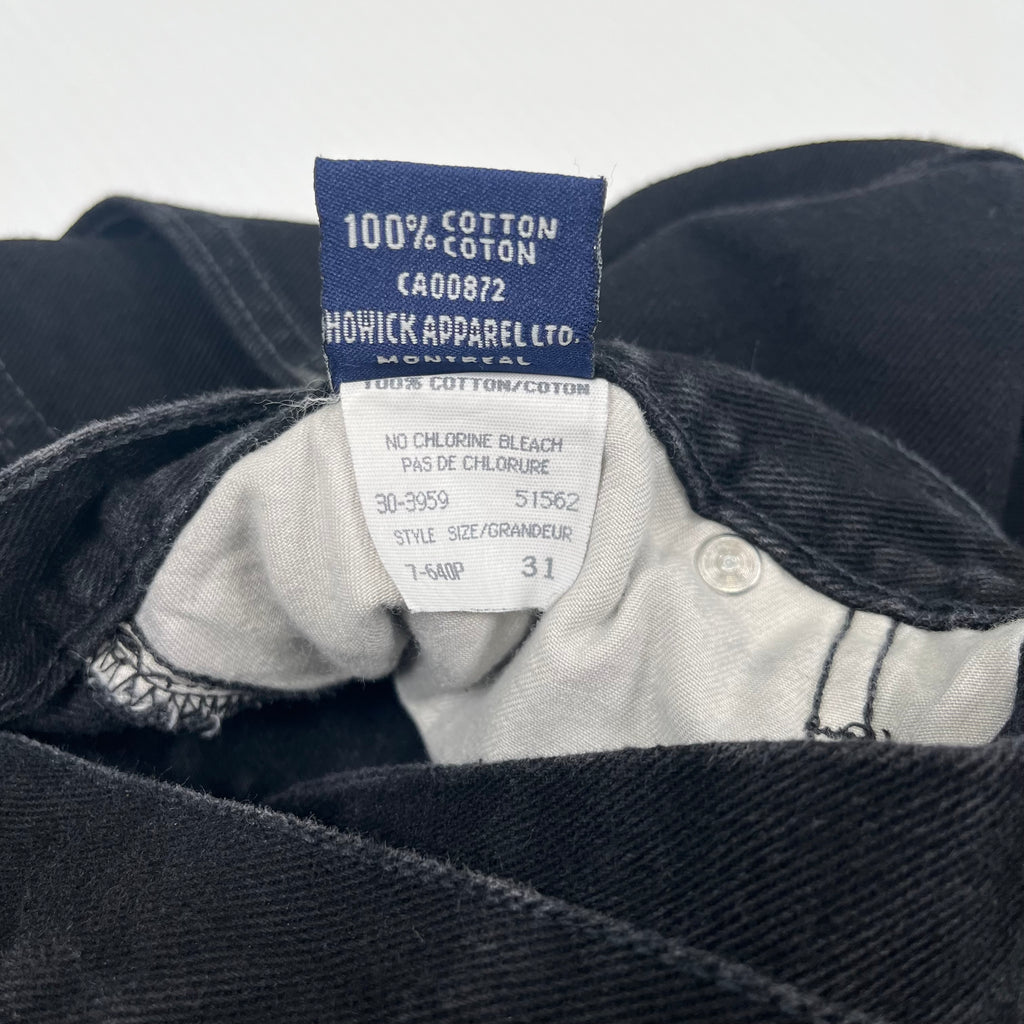 100% COTTON
COTON
CA00872
HOWICK APPAREL LTD.
MONTREAL
100% COTTON/COTON
NO CHLORINE BLEACH
PAS DE CHLORURE
30-3959 51562
STYLE SIZE/GRANDEUR
7-640P 31